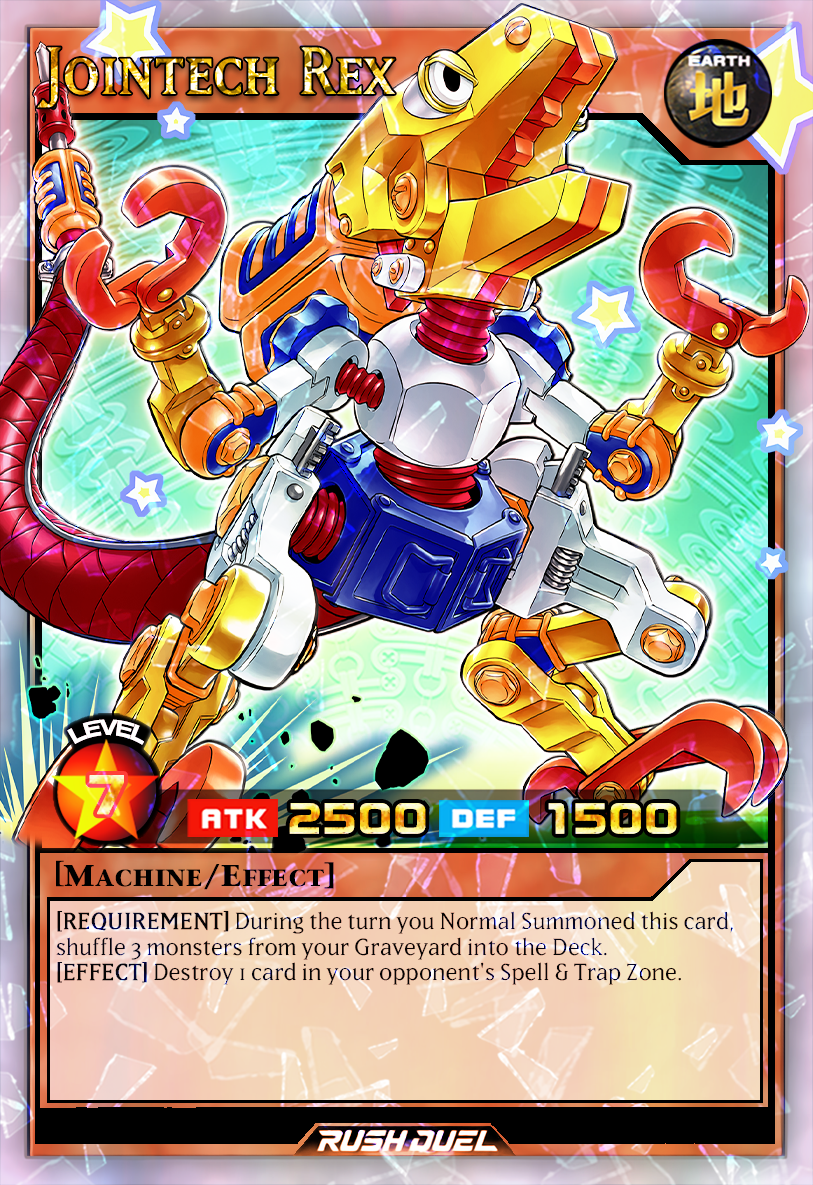 Jointech Rex
EARTH
地
LEVEL
7
ATK 2500 DEF 1500
[Machine/Effect]
[REQUIREMENT] During the turn you Normal Summoned this card,
shuffle 3 monsters from your Graveyard into the Deck.
[EFFECT] Destroy 1 card in your opponent's Spell & Trap Zone.
RUSH DUEL